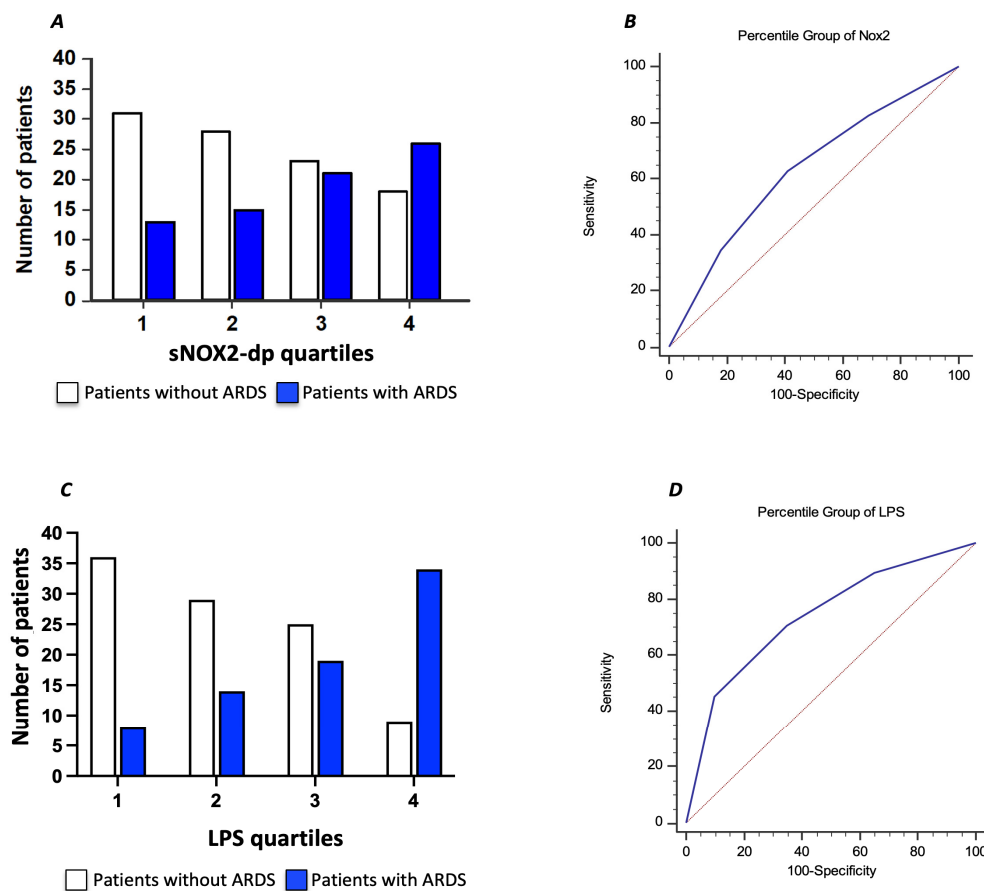 A
Number of patients
40
35
30
25
20
15
10
5
0
1 2 3 4
sNOX2-dp quartiles
Patients without ARDS Patients with ARDS
B
Percentile Group of Nox2
Sensitivity
100
80
60
40
20
0
0 20 40 60 80 100
100-Specificity
C
Number of patients
40
35
30
25
20
15
10
5
0
1 2 3 4
LPS quartiles
Patients without ARDS Patients with ARDS
D
Percentile Group of LPS
Sensitivity
100
80
60
40
20
0
0 20 40 60 80 100
100-Specificity